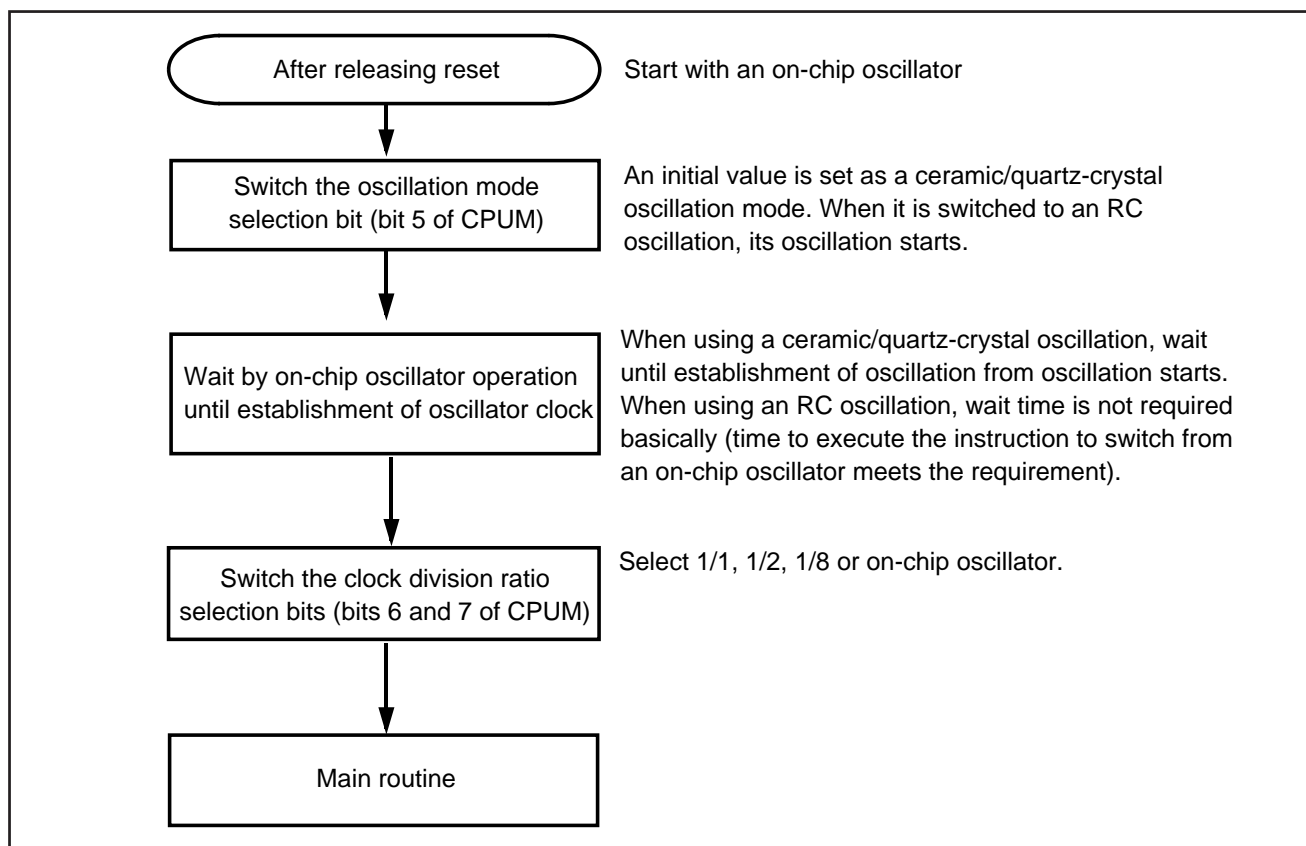 After releasing reset
Start with an on-chip oscillator
Switch the oscillation mode
selection bit (bit 5 of CPUM)
An initial value is set as a ceramic/quartz-crystal
oscillation mode. When it is switched to an RC
oscillation, its oscillation starts.
Wait by on-chip oscillator operation
until establishment of oscillator clock
When using a ceramic/quartz-crystal oscillation, wait
until establishment of oscillation from oscillation starts.
When using an RC oscillation, wait time is not required
basically (time to execute the instruction to switch from
an on-chip oscillator meets the requirement).
Switch the clock division ratio
selection bits (bits 6 and 7 of CPUM)
Select 1/1, 1/2, 1/8 or on-chip oscillator.
Main routine